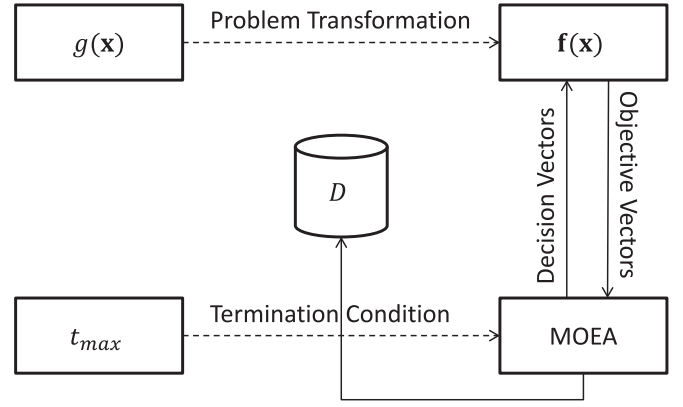 Problem Transformation
g(x)
f(x)
Decision Vectors
Objective Vectors
D
Termination Condition
t_max
MOEA